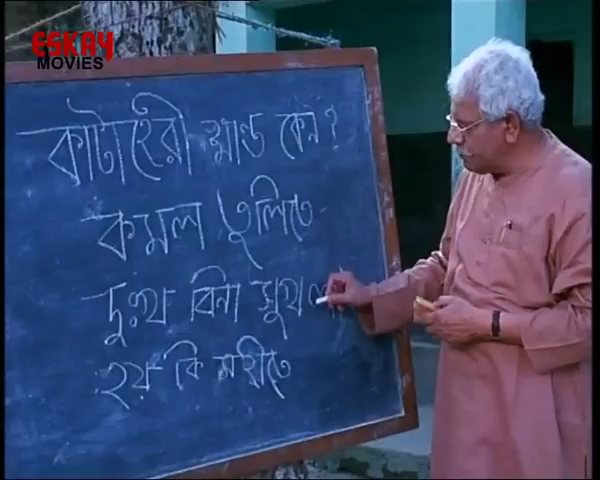 ESKAY
MOVIES
কাটাহেরী কেন?
কমল তুলিতে
দুঃখ বিনা সুখ ল
হয় কি মহীতে